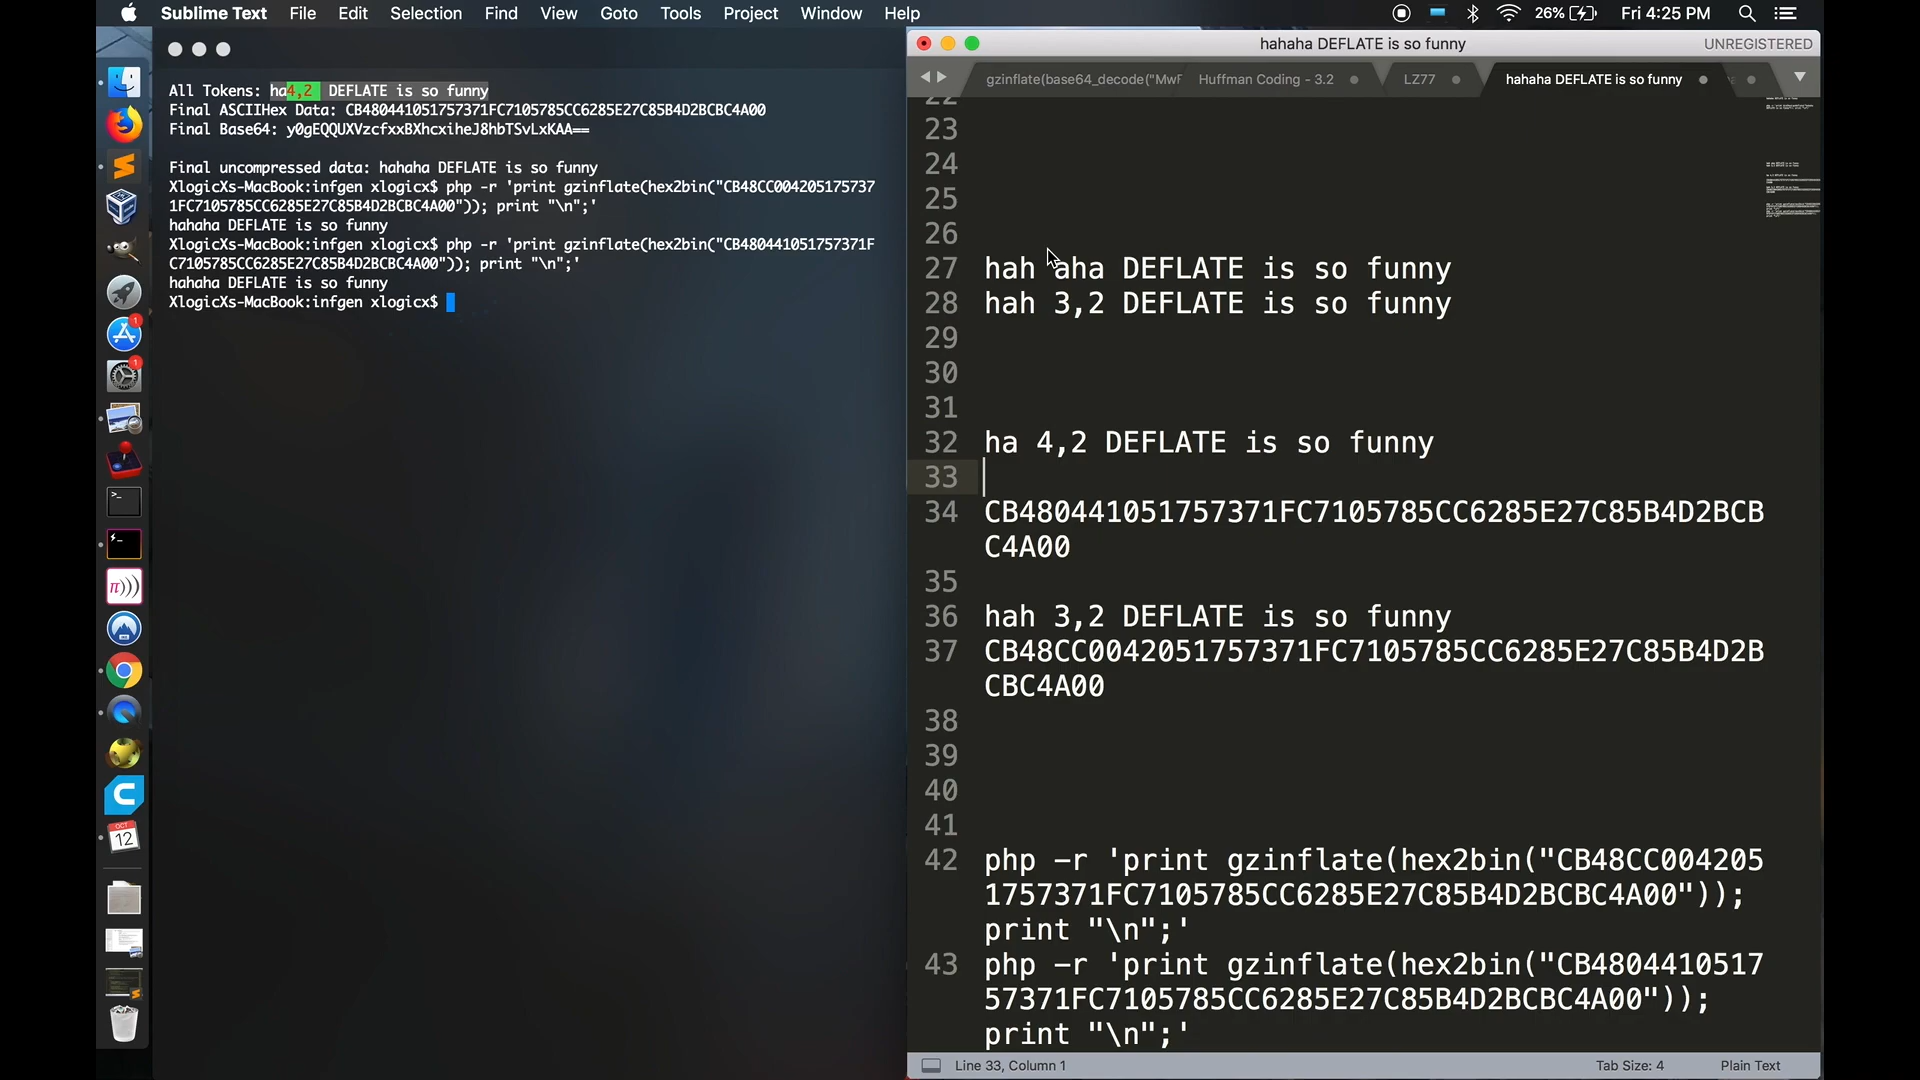 Sublime Text File Edit Selection Find View Goto Tools Project Window Help
26% Fri 4:25 PM
All Tokens: ha4,2 DEFLATE is so funny
Final ASCIIHex Data: CB480441051757371FC7105785CC6285E27C85B4D2BCBC4A00
Final Base64: y0gEQQUXVzcfxxBXhcxiheJ8hbTSvLxKAA==
Final uncompressed data: hahaha DEFLATE is so funny
XlogicXs-MacBook:infgen xlogicx$ php -r 'print gzinflate(hex2bin("CB48CC00420517573​7
1FC7105785CC6285E27C85B4D2BCBC4A00")); print "\n";'
hahaha DEFLATE is so funny
XlogicXs-MacBook:infgen xlogicx$ php -r 'print gzinflate(hex2bin("CB480441051757371F
C7105785CC6285E27C85B4D2BCBC4A00")); print "\n";'
hahaha DEFLATE is so funny
XlogicXs-MacBook:infgen xlogicx$
hahaha DEFLATE is so funny
UNREGISTERED
gzinflate(base64_decode("MwF Huffman Coding - 3.2 LZ77 hahaha DEFLATE is so funny
22
23
24
25
26
27 hah aha DEFLATE is so funny
28 hah 3,2 DEFLATE is so funny
29
30
31
32 ha 4,2 DEFLATE is so funny
33
34 CB480441051757371FC7105785CC6285E27C85B4D2BCB
C4A00
35
36 hah 3,2 DEFLATE is so funny
37 CB48CC0042051757371FC7105785CC6285E27C85B4D2B
CBC4A00
38
39
40
41
42 php -r 'print gzinflate(hex2bin("CB48CC004205
1757371FC7105785CC6285E27C85B4D2BCBC4A00"));
print "\n";'
43 php -r 'print gzinflate(hex2bin("CB4804410517
57371FC7105785CC6285E27C85B4D2BCBC4A00"));
print "\n";'
Line 33, Column 1 Tab Size: 4 Plain Text
1
1
π)))
C
OCT
12